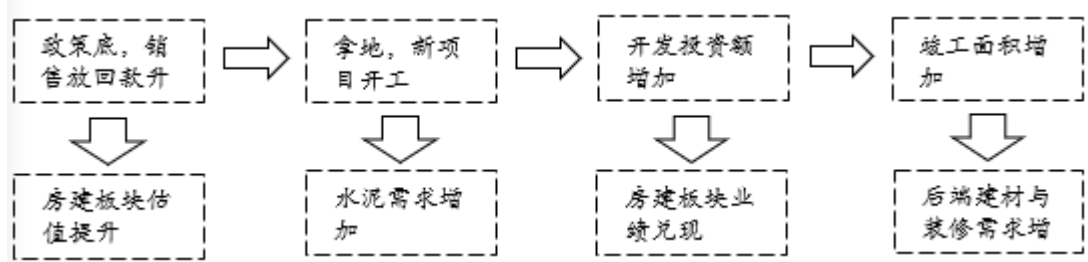 政策底，销
售放回款升
拿地，新项
目开工
开发投资额
增加
竣工面积增
加
房建板块估
值提升
水泥需求增
加
房建板块业
绩兑现
后端建材与
装修需求增